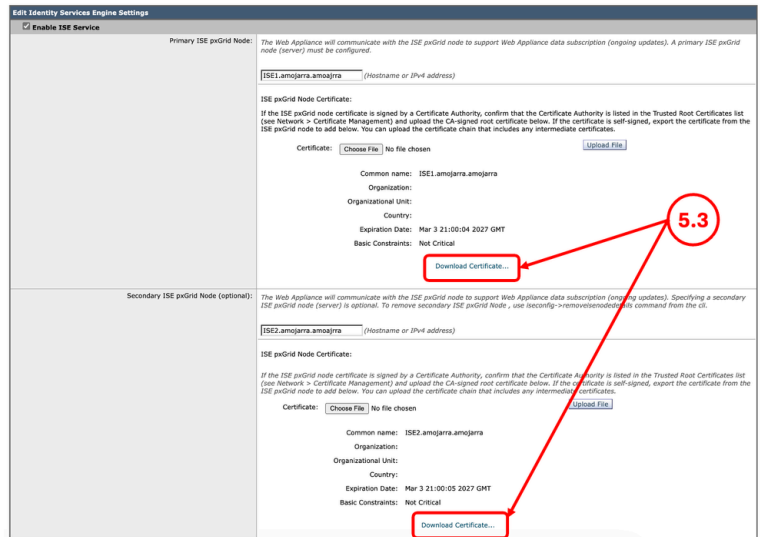 Edit Identity Services Engine Settings
Enable ISE Service
Primary ISE pxGrid Node:
The Web Appliance will communicate with the ISE pxGrid node to support Web Appliance data subscription (ongoing updates). A primary ISE pxGrid
node (server) must be configured.
ISE1.amojarra.amoajrra (Hostname or IPv4 address)
ISE pxGrid Node Certificate:
If the ISE pxGrid node certificate is signed by a Certificate Authority, confirm that the Certificate Authority is listed in the Trusted Root Certificates list
(see Network > Certificate Management) and upload the CA-signed root certificate below. If the certificate is self-signed, export the certificate from the
ISE pxGrid node to add below. You can upload the certificate chain that includes any intermediate certificates.
Certificate: Choose File No file chosen Upload File
Common name: ISE1.amojarra.amojarra
Organization:
Organizational Unit:
Country:
Expiration Date: Mar 3 21:00:04 2027 GMT
Basic Constraints: Not Critical
5.3
Download Certificate...
Secondary ISE pxGrid Node (optional):
The Web Appliance will communicate with the ISE pxGrid node to support Web Appliance data subscription (ongoing updates). Specifying a secondary
ISE pxGrid node (server) is optional. To remove secondary ISE pxGrid Node , use iseconfig->removeisenodedetails command from the cli.
ISE2.amojarra.amoajrra (Hostname or IPv4 address)
ISE pxGrid Node Certificate:
If the ISE pxGrid node certificate is signed by a Certificate Authority, confirm that the Certificate Authority is listed in the Trusted Root Certificates list
(see Network > Certificate Management) and upload the CA-signed root certificate below. If the certificate is self-signed, export the certificate from the
ISE pxGrid node to add below. You can upload the certificate chain that includes any intermediate certificates.
Certificate: Choose File No file chosen Upload File
Common name: ISE2.amojarra.amojarra
Organization:
Organizational Unit:
Country:
Expiration Date: Mar 3 21:00:05 2027 GMT
Basic Constraints: Not Critical
Download Certificate...